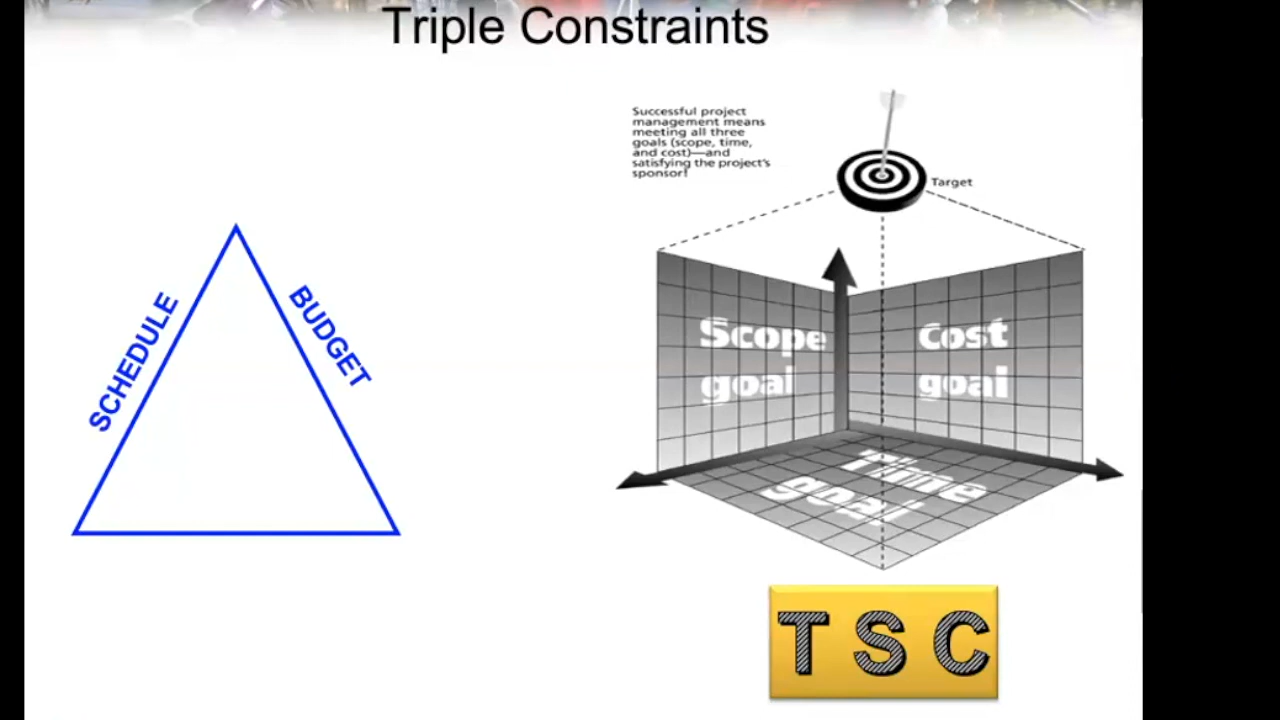 Triple Constraints
Successful project
management means
meeting all three
goals (scope, time,
and cost)—and
satisfying the project's
sponsor!
Target
SCHEDULE
BUDGET
Scope
goal
Cost
goal
Time
goal
T S C